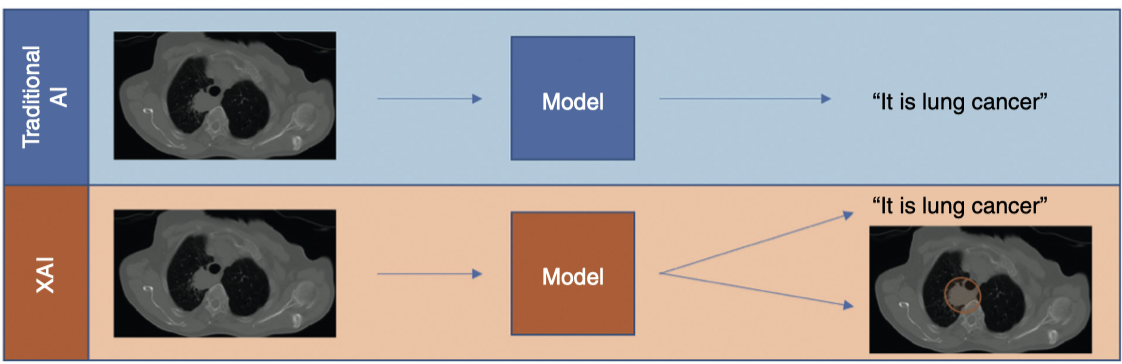 Traditional
AI
Model
“It is lung cancer”
XAI
Model
“It is lung cancer”